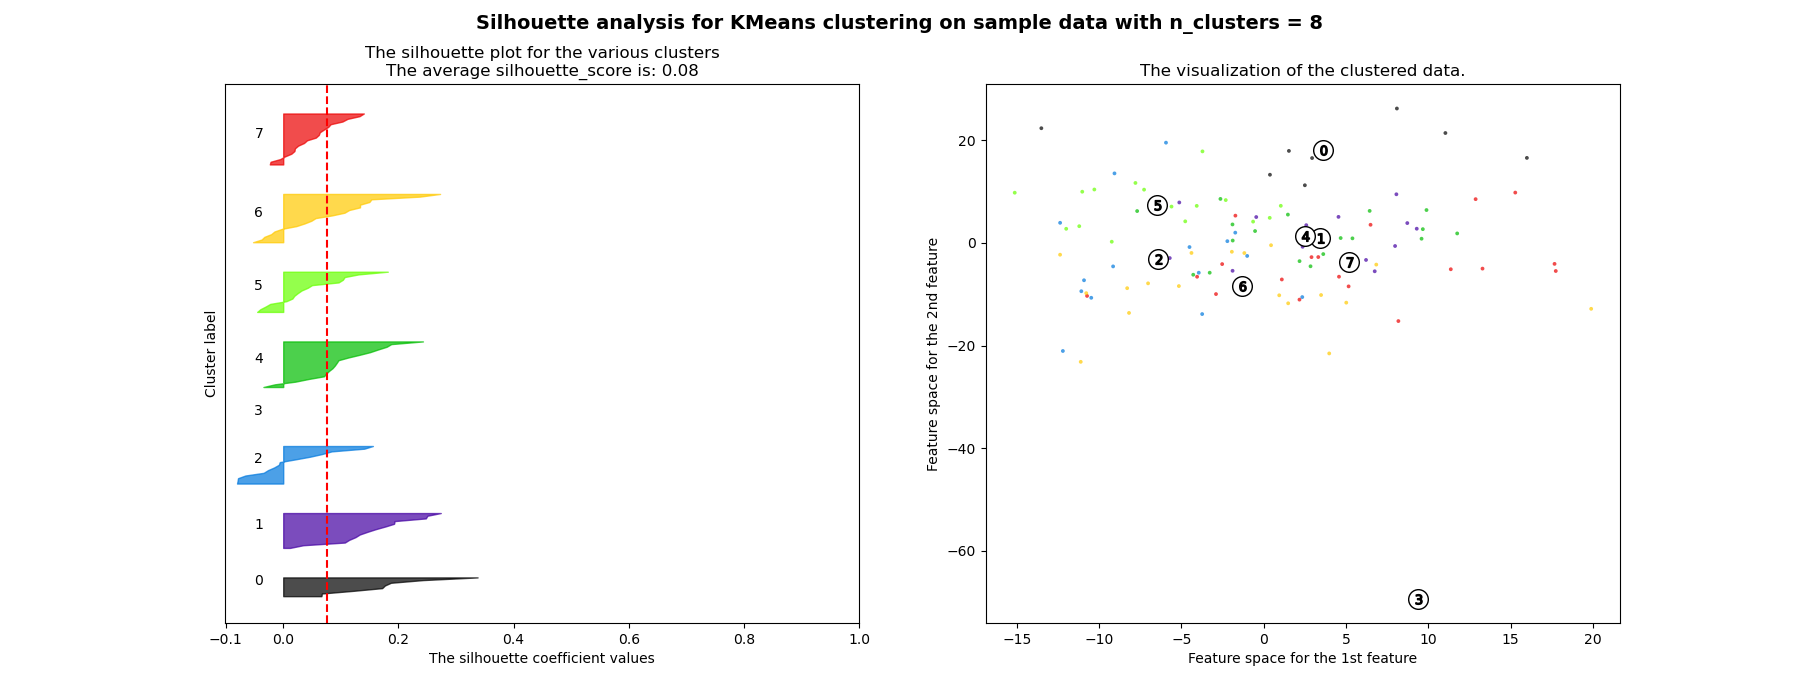 Silhouette analysis for KMeans clustering on sample data with n_clusters = 8
The silhouette plot for the various clusters
The average silhouette_score is: 0.08
7
6
5
4
3
2
1
0
Cluster label
−0.1 0.0 0.2 0.4 0.6 0.8 1.0
The silhouette coefficient values
The visualization of the clustered data.
20
0
−20
−40
−60
Feature space for the 2nd feature
0
5
4 1
2
7
6
3
−15 −10 −5 0 5 10 15 20
Feature space for the 1st feature